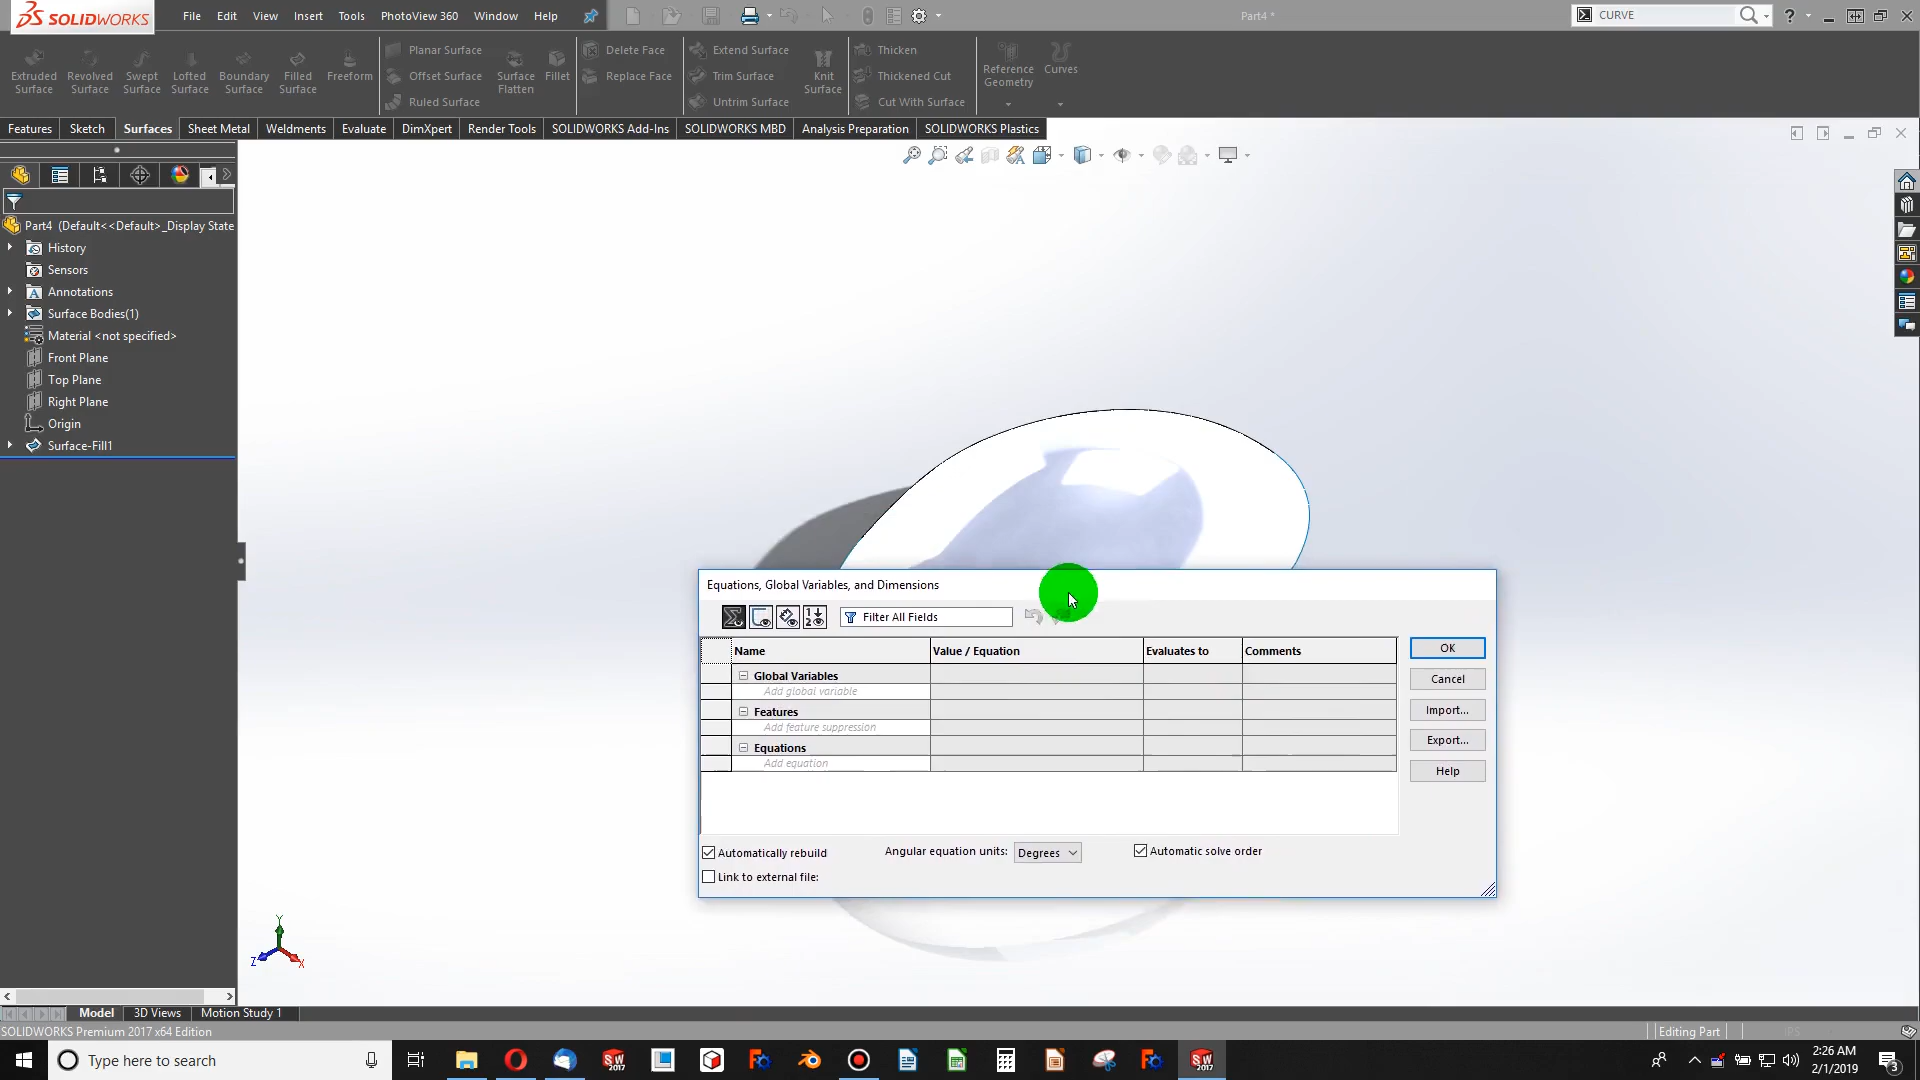 SOLIDWORKS
File Edit View Insert Tools PhotoView 360 Window Help
Part4 *
CURVE
Extruded Surface
Revolved Surface
Swept Surface
Lofted Surface
Boundary Surface
Filled Surface
Freeform
Planar Surface
Offset Surface
Ruled Surface
Surface Flatten
Fillet
Delete Face
Replace Face
Extend Surface
Trim Surface
Untrim Surface
Knit Surface
Thicken
Thickened Cut
Cut With Surface
Reference Geometry
Curves
Features Sketch Surfaces Sheet Metal Weldments Evaluate DimXpert Render Tools SOLIDWORKS Add-Ins SOLIDWORKS MBD Analysis Preparation SOLIDWORKS Plastics
Part4 (Default<<Default>_Display State
History
Sensors
Annotations
Surface Bodies(1)
Material <not specified>
Front Plane
Top Plane
Right Plane
Origin
Surface-Fill1
Equations, Global Variables, and Dimensions
Filter All Fields
Name Value / Equation Evaluates to Comments
Global Variables
Add global variable
Features
Add feature suppression
Equations
Add equation
OK
Cancel
Import...
Export...
Help
Automatically rebuild Angular equation units: Degrees Automatic solve order
Link to external file:
Y
Z
X
Model 3D Views Motion Study 1
SOLIDWORKS Premium 2017 x64 Edition
Editing Part
IPS
Type here to search
SW
2017
SW
2017
2:26 AM
2/1/2019
3